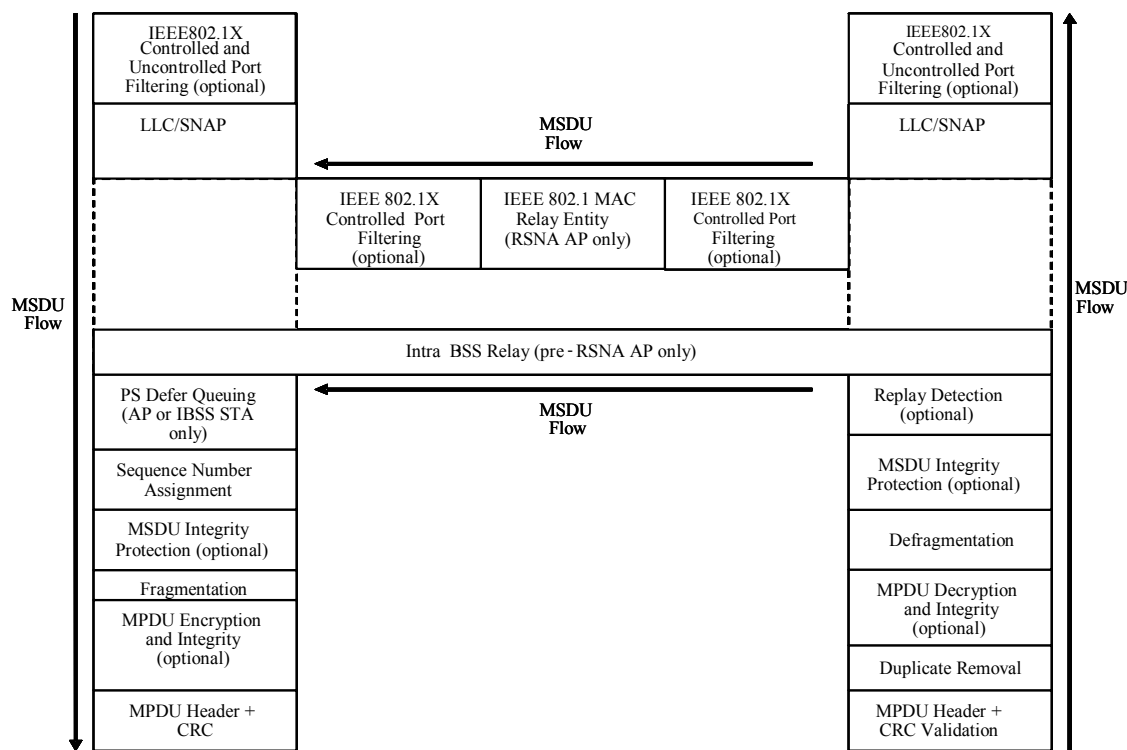 IEEE802.1X
Controlled and
Uncontrolled Port
Filtering (optional)
LLC/SNAP
IEEE802.1X
Controlled and
Uncontrolled Port
Filtering (optional)
LLC/SNAP
MSDU
Flow
IEEE 802.1X
Controlled Port
Filtering
(optional)
IEEE 802.1 MAC
Relay Entity
(RSNA AP only)
IEEE 802.1X
Controlled Port
Filtering
(optional)
MSDU
Flow
MSDU
Flow
Intra BSS Relay (pre-RSNA AP only)
MSDU
Flow
PS Defer Queuing
(AP or IBSS STA
only)
Sequence Number
Assignment
MSDU Integrity
Protection (optional)
Fragmentation
MPDU Encryption
and Integrity
(optional)
MPDU Header +
CRC
Replay Detection
(optional)
MSDU Integrity
Protection (optional)
Defragmentation
MPDU Decryption
and Integrity
(optional)
Duplicate Removal
MPDU Header +
CRC Validation